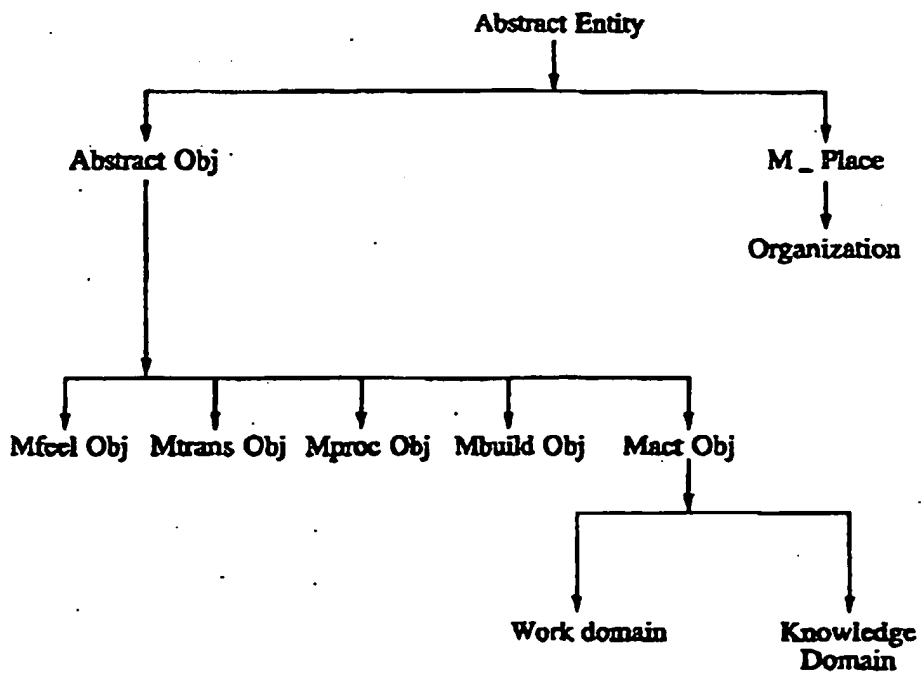 Abstract Entity
Abstract Obj
M _ Place
Organization
Mfeel Obj
Mtrans Obj
Mproc Obj
Mbuild Obj
Mact Obj
Work domain
Knowledge
Domain